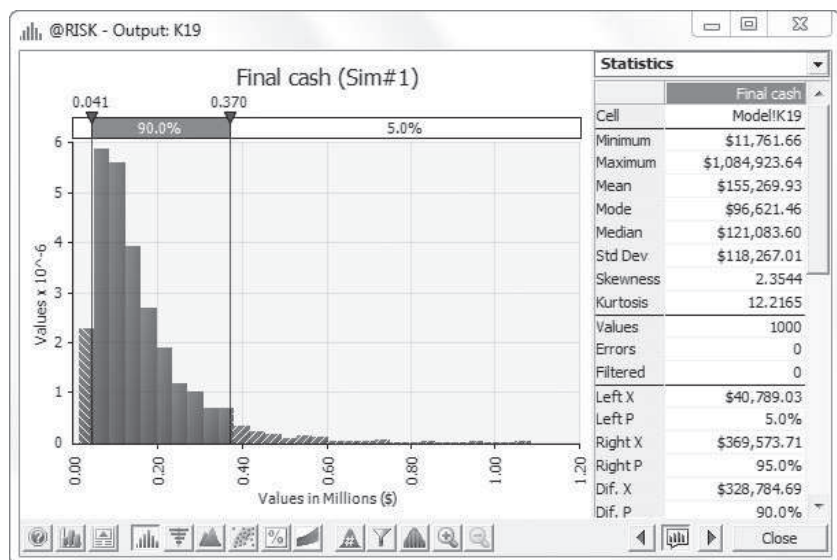 @RISK - Output: K19
Final cash (Sim#1)
0.041 0.370
90.0% 5.0%
6
5
4
3
2
1
0
Values x 10^-6
0.00 0.20 0.40 0.60 0.80 1.00 1.20
Values in Millions ($)
Statistics
Final cash
Cell Model!K19
Minimum $11,761.66
Maximum $1,084,923.64
Mean $155,269.93
Mode $96,621.46
Median $121,083.60
Std Dev $118,267.01
Skewness 2.3544
Kurtosis 12.2165
Values 1000
Errors 0
Filtered 0
Left X $40,789.03
Left P 5.0%
Right X $369,573.71
Right P 95.0%
Dif. X $328,784.69
Dif. P 90.0%
Close